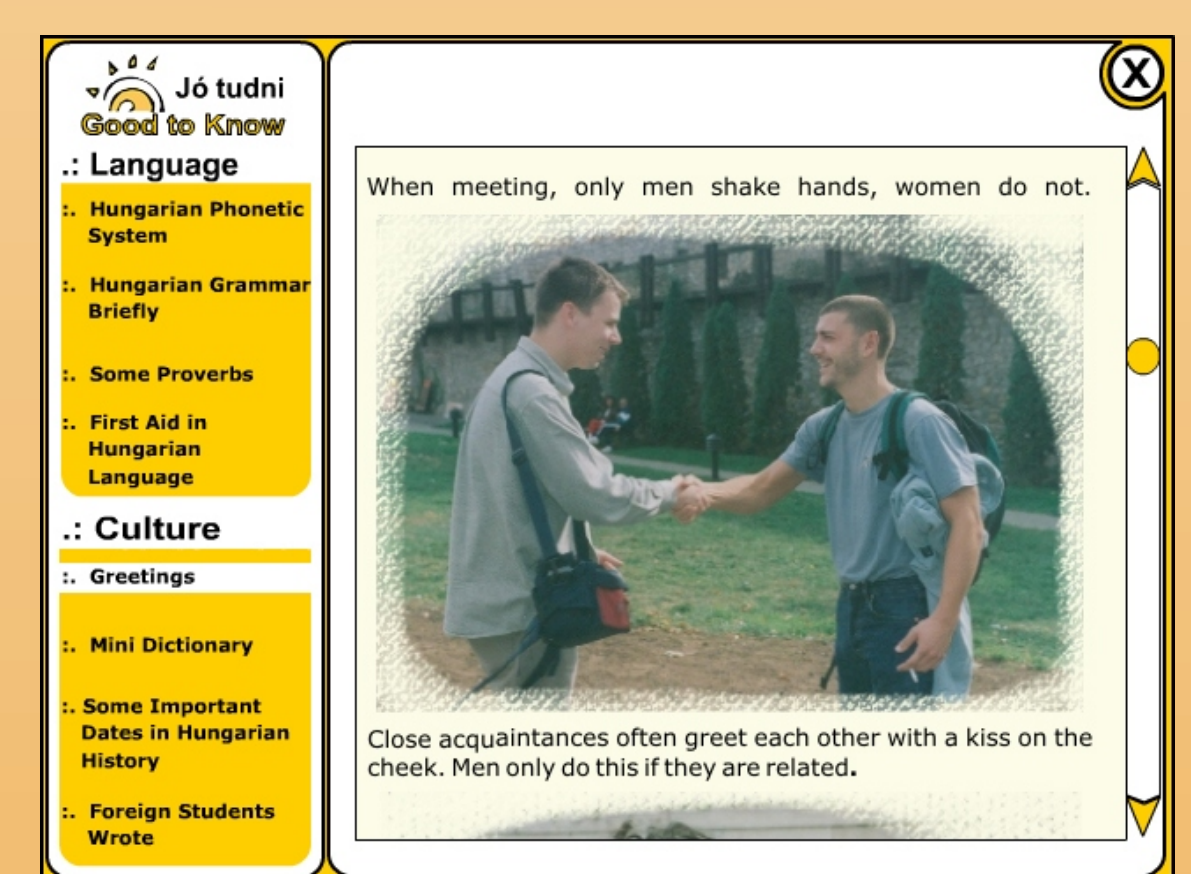 Jó tudni
Good to Know
.: Language
:. Hungarian Phonetic
System
:. Hungarian Grammar
Briefly
:. Some Proverbs
:. First Aid in
Hungarian
Language
.: Culture
:. Greetings
:. Mini Dictionary
:. Some Important
Dates in Hungarian
History
:. Foreign Students
Wrote
X
When meeting, only men shake hands, women do not.
Close acquaintances often greet each other with a kiss on the
cheek. Men only do this if they are related.